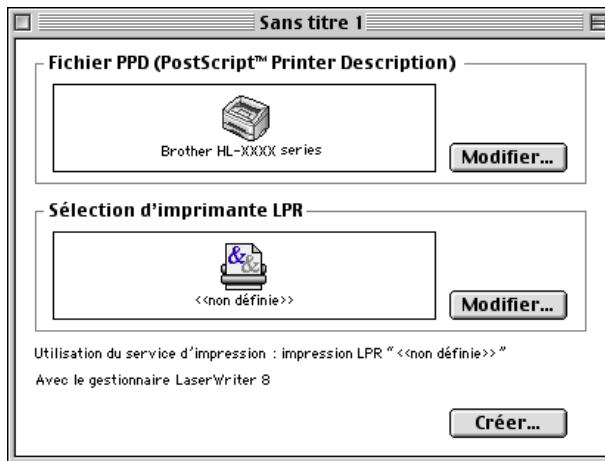 Sans titre 1
Fichier PPD (PostScript™ Printer Description)
Brother HL-XXXX series
Modifier...
Sélection d'imprimante LPR
&&
<<non définie>>
Modifier...
Utilisation du service d'impression : impression LPR “<<non définie>>”
Avec le gestionnaire LaserWriter 8
Créer...